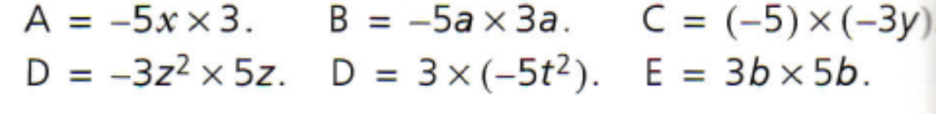 A = –5x × 3. B = –5a × 3a. C = (–5) × (–3y)
D = –3z² × 5z. D = 3 × (–5t²). E = 3b × 5b.